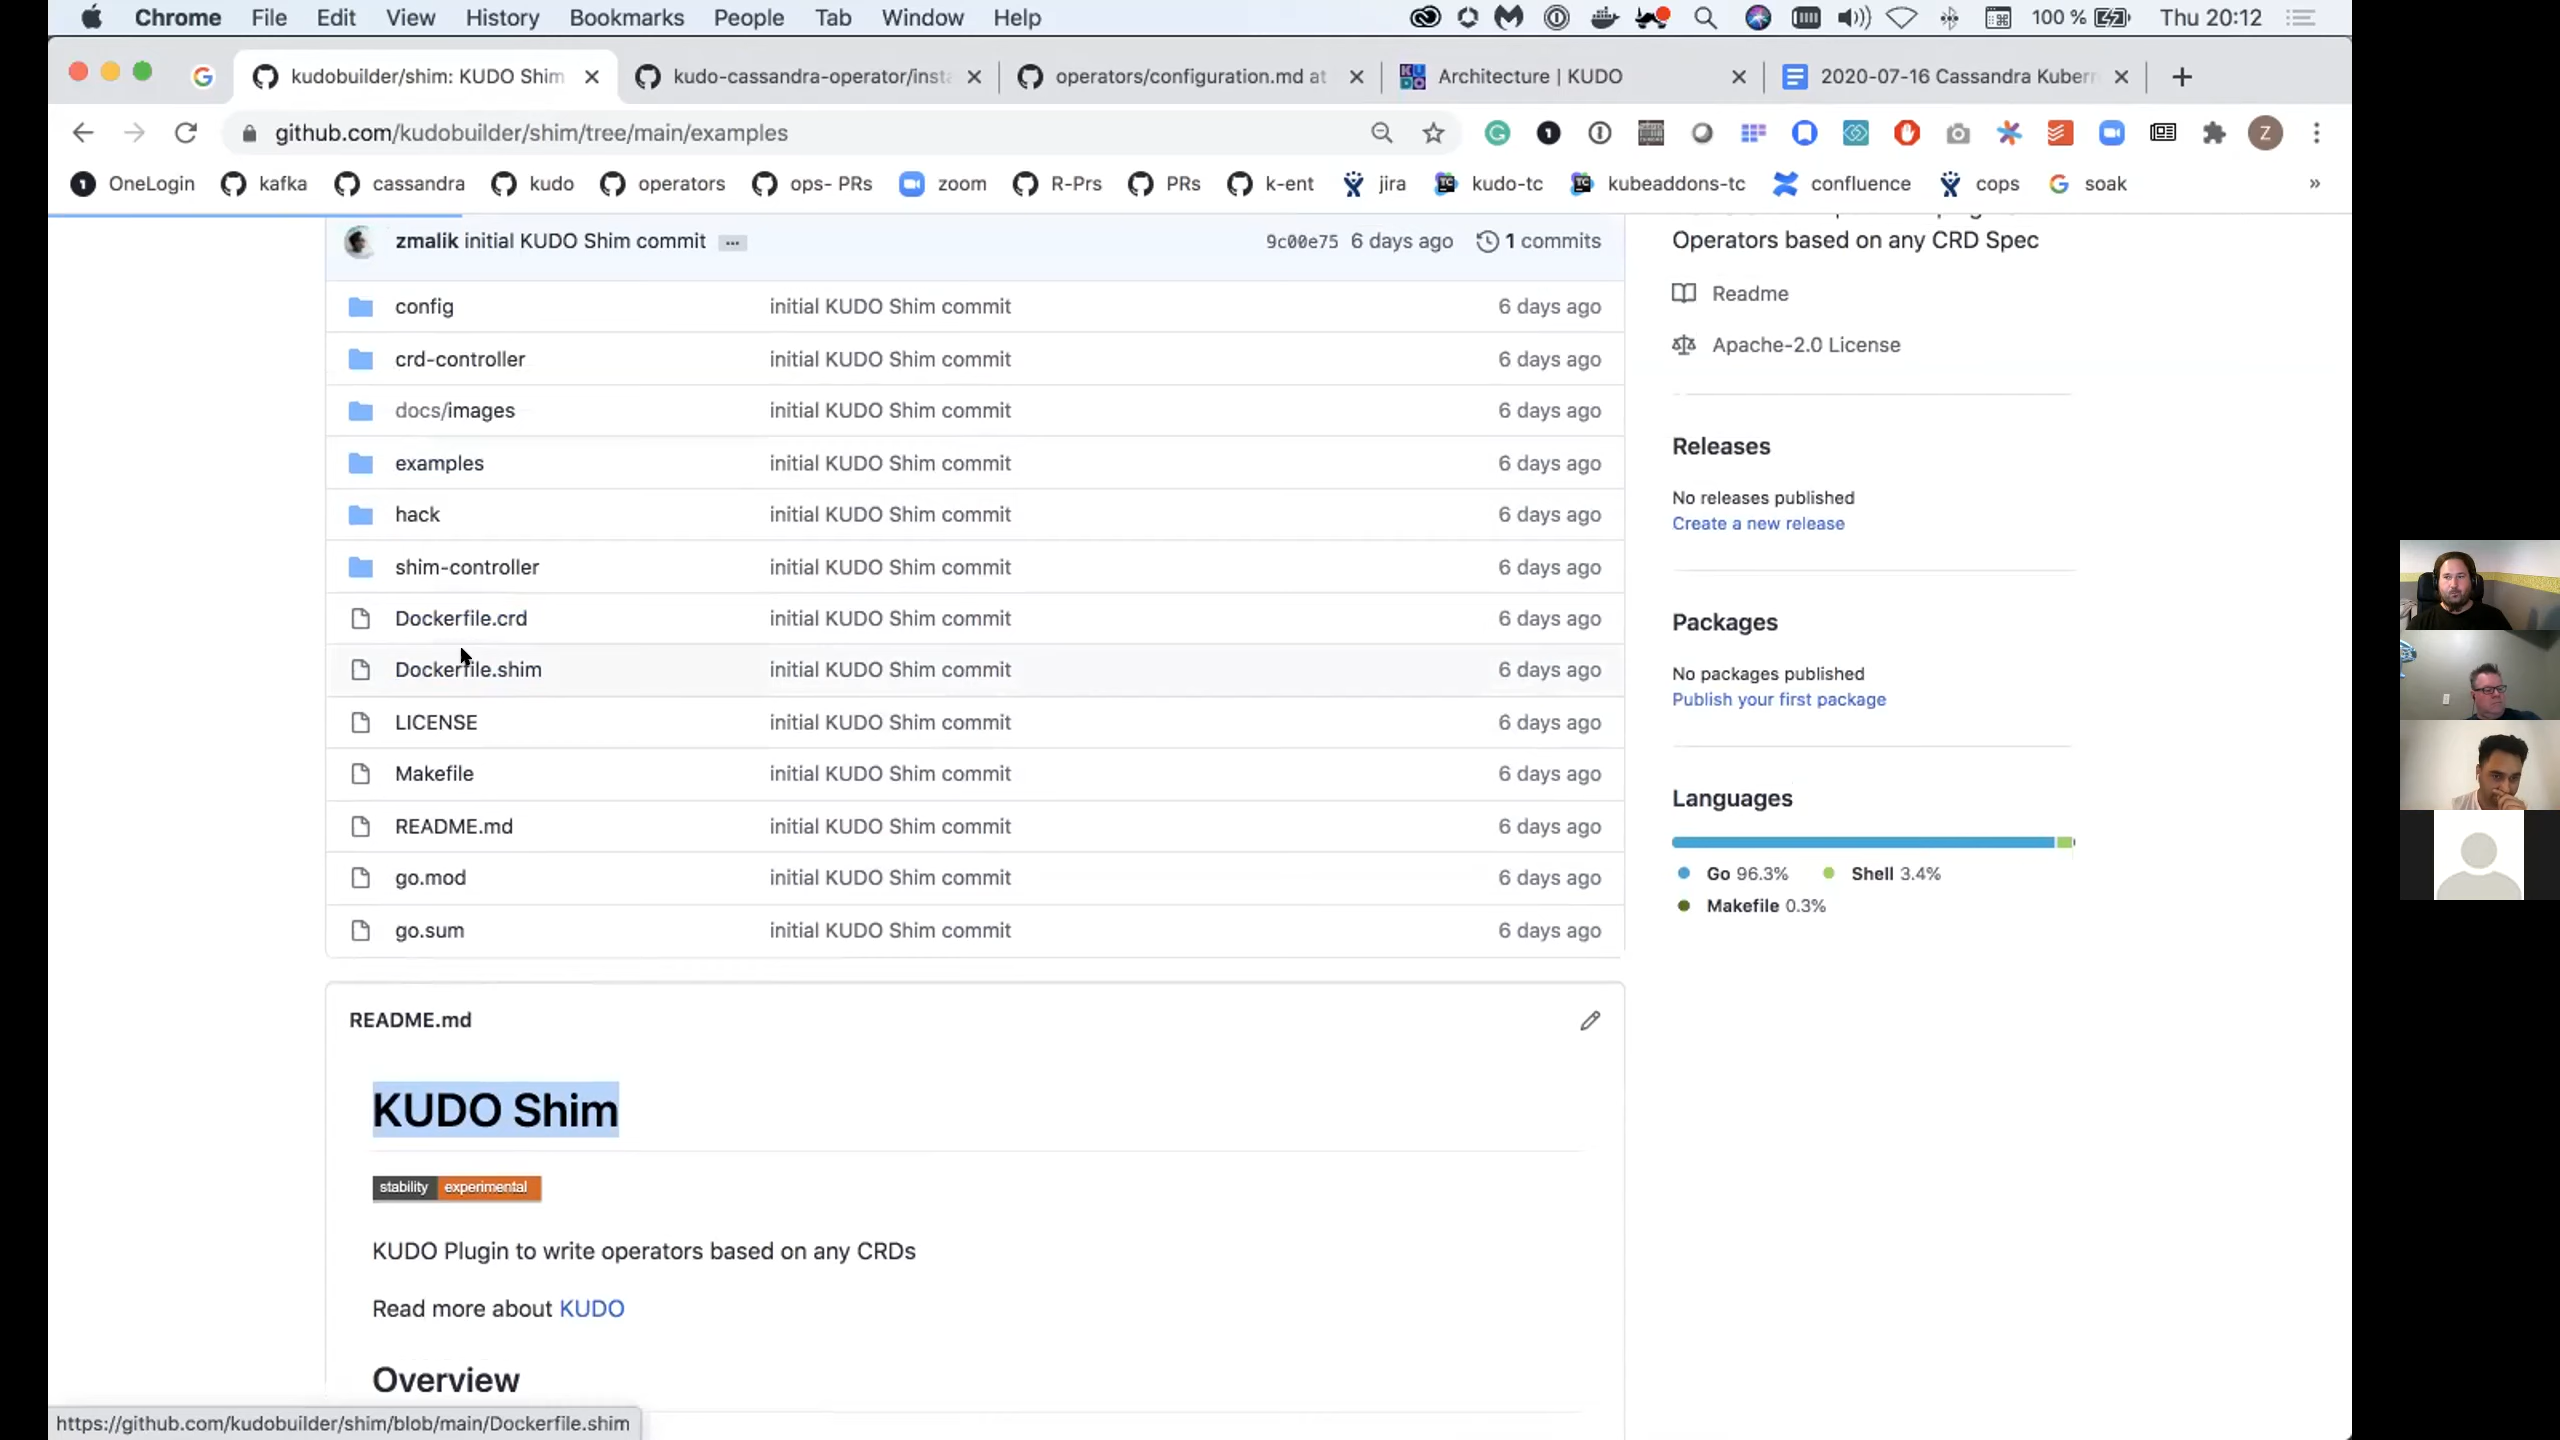 Chrome File Edit View History Bookmarks People Tab Window Help 100 % Thu 20:12
kudobuilder/shim: KUDO Shim kudo-cassandra-operator/insta operators/configuration.md at Architecture | KUDO 2020-07-16 Cassandra Kubern
github.com/kudobuilder/shim/tree/main/examples Z
OneLogin kafka cassandra kudo operators ops- PRs zoom R-Prs PRs k-ent jira kudo-tc kubeaddons-tc confluence cops soak »
zmalik initial KUDO Shim commit ... 9c00e75 6 days ago 1 commits
config initial KUDO Shim commit 6 days ago
crd-controller initial KUDO Shim commit 6 days ago
docs/images initial KUDO Shim commit 6 days ago
examples initial KUDO Shim commit 6 days ago
hack initial KUDO Shim commit 6 days ago
shim-controller initial KUDO Shim commit 6 days ago
Dockerfile.crd initial KUDO Shim commit 6 days ago
Dockerfile.shim initial KUDO Shim commit 6 days ago
LICENSE initial KUDO Shim commit 6 days ago
Makefile initial KUDO Shim commit 6 days ago
README.md initial KUDO Shim commit 6 days ago
go.mod initial KUDO Shim commit 6 days ago
go.sum initial KUDO Shim commit 6 days ago
Operators based on any CRD Spec
Readme
Apache-2.0 License
Releases
No releases published
Create a new release
Packages
No packages published
Publish your first package
Languages
Go 96.3% Shell 3.4%
Makefile 0.3%
README.md
KUDO Shim
stability experimental
KUDO Plugin to write operators based on any CRDs
Read more about KUDO
Overview
https://github.com/kudobuilder/shim/blob/main/Dockerfile.shim